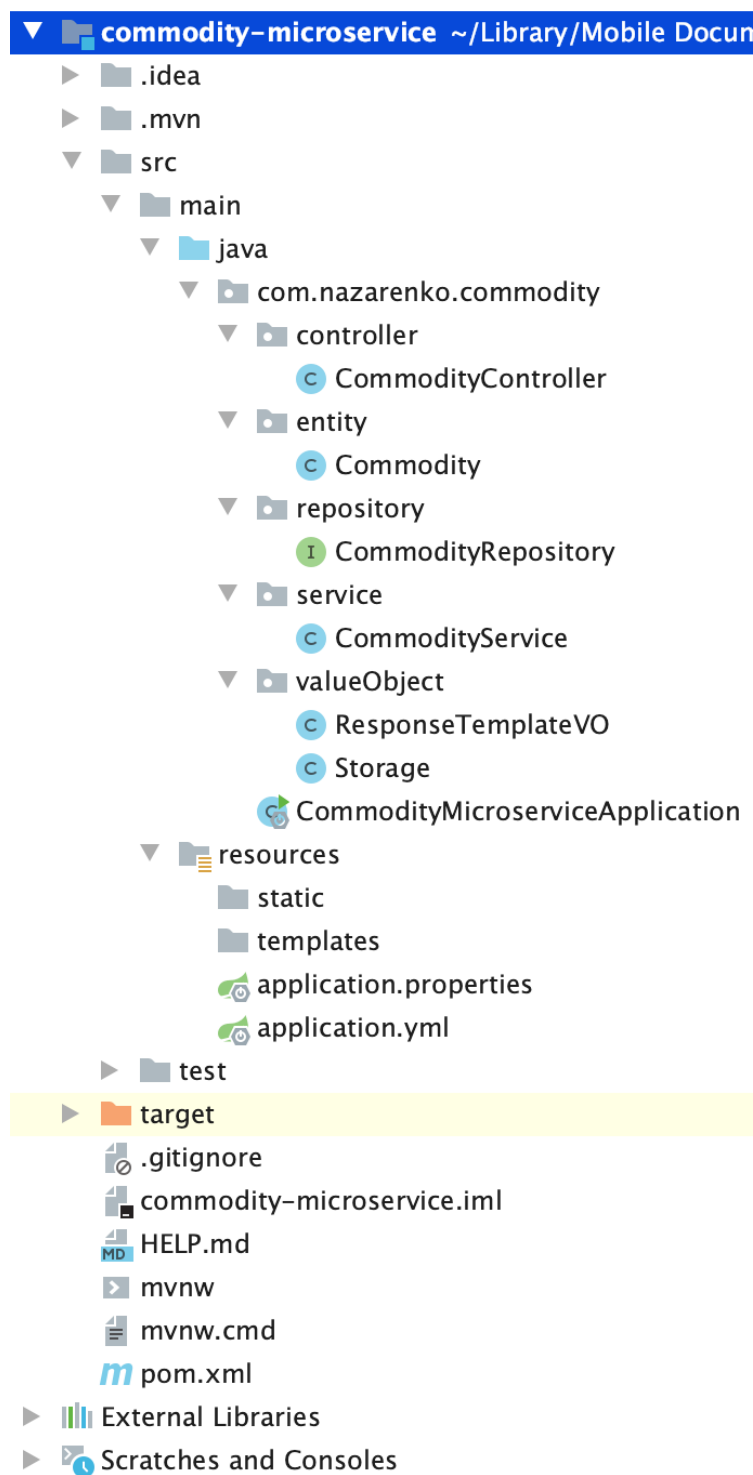 commodity-microservice ~/Library/Mobile Docum
.idea
.mvn
src
main
java
com.nazarenko.commodity
controller
C CommodityController
entity
C Commodity
repository
I CommodityRepository
service
C CommodityService
valueObject
C ResponseTemplateVO
C Storage
C CommodityMicroserviceApplication
resources
static
templates
application.properties
application.yml
test
target
.gitignore
commodity-microservice.iml
MD HELP.md
mvnw
mvnw.cmd
m pom.xml
External Libraries
Scratches and Consoles